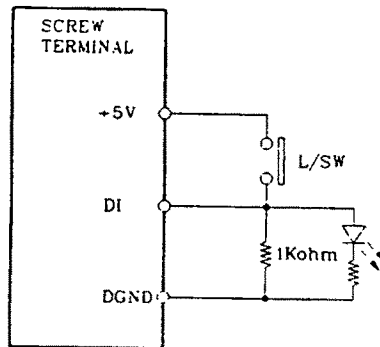 SCREW
TERMINAL
+5V
L/SW
DI
1Kohm
DGND